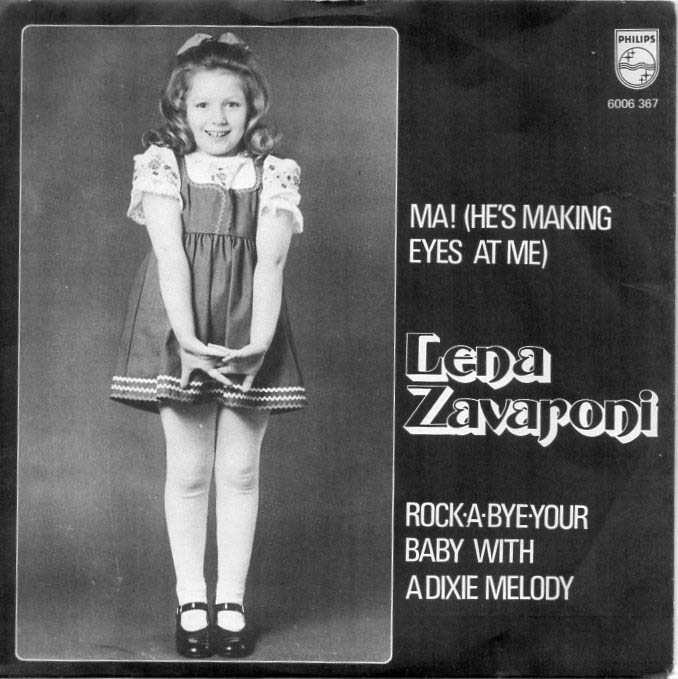 PHILIPS
6006 367
MA! (HE'S MAKING
EYES AT ME)
Lena
Zavaroni
ROCK·A·BYE·YOUR
BABY WITH
A DIXIE MELODY